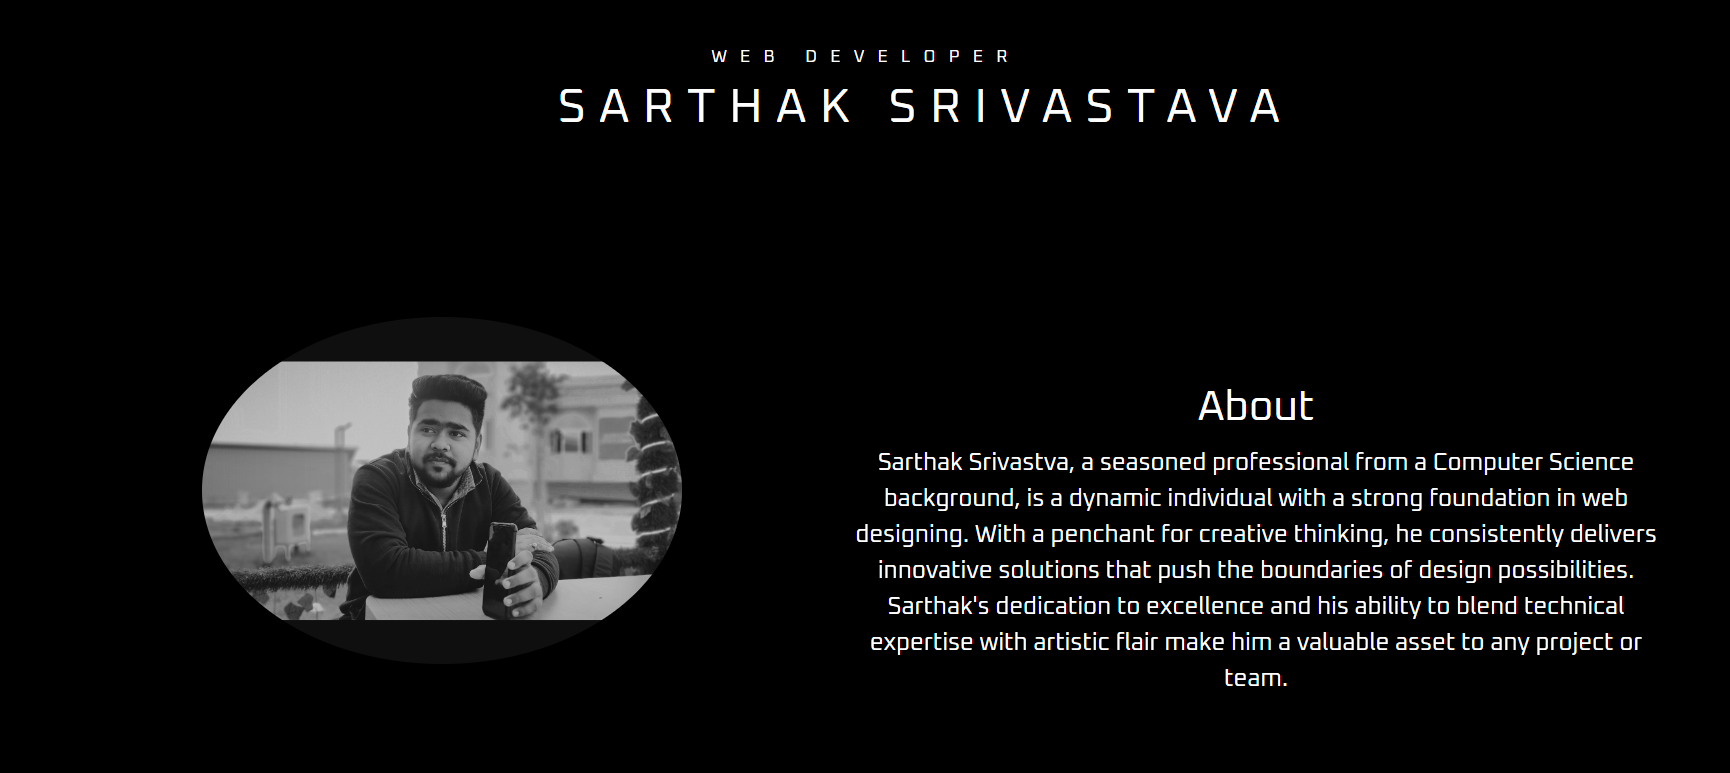 WEB DEVELOPER
SARTHAK SRIVASTAVA
About
Sarthak Srivastva, a seasoned professional from a Computer Science
background, is a dynamic individual with a strong foundation in web
designing. With a penchant for creative thinking, he consistently delivers
innovative solutions that push the boundaries of design possibilities.
Sarthak's dedication to excellence and his ability to blend technical
expertise with artistic flair make him a valuable asset to any project or
team.